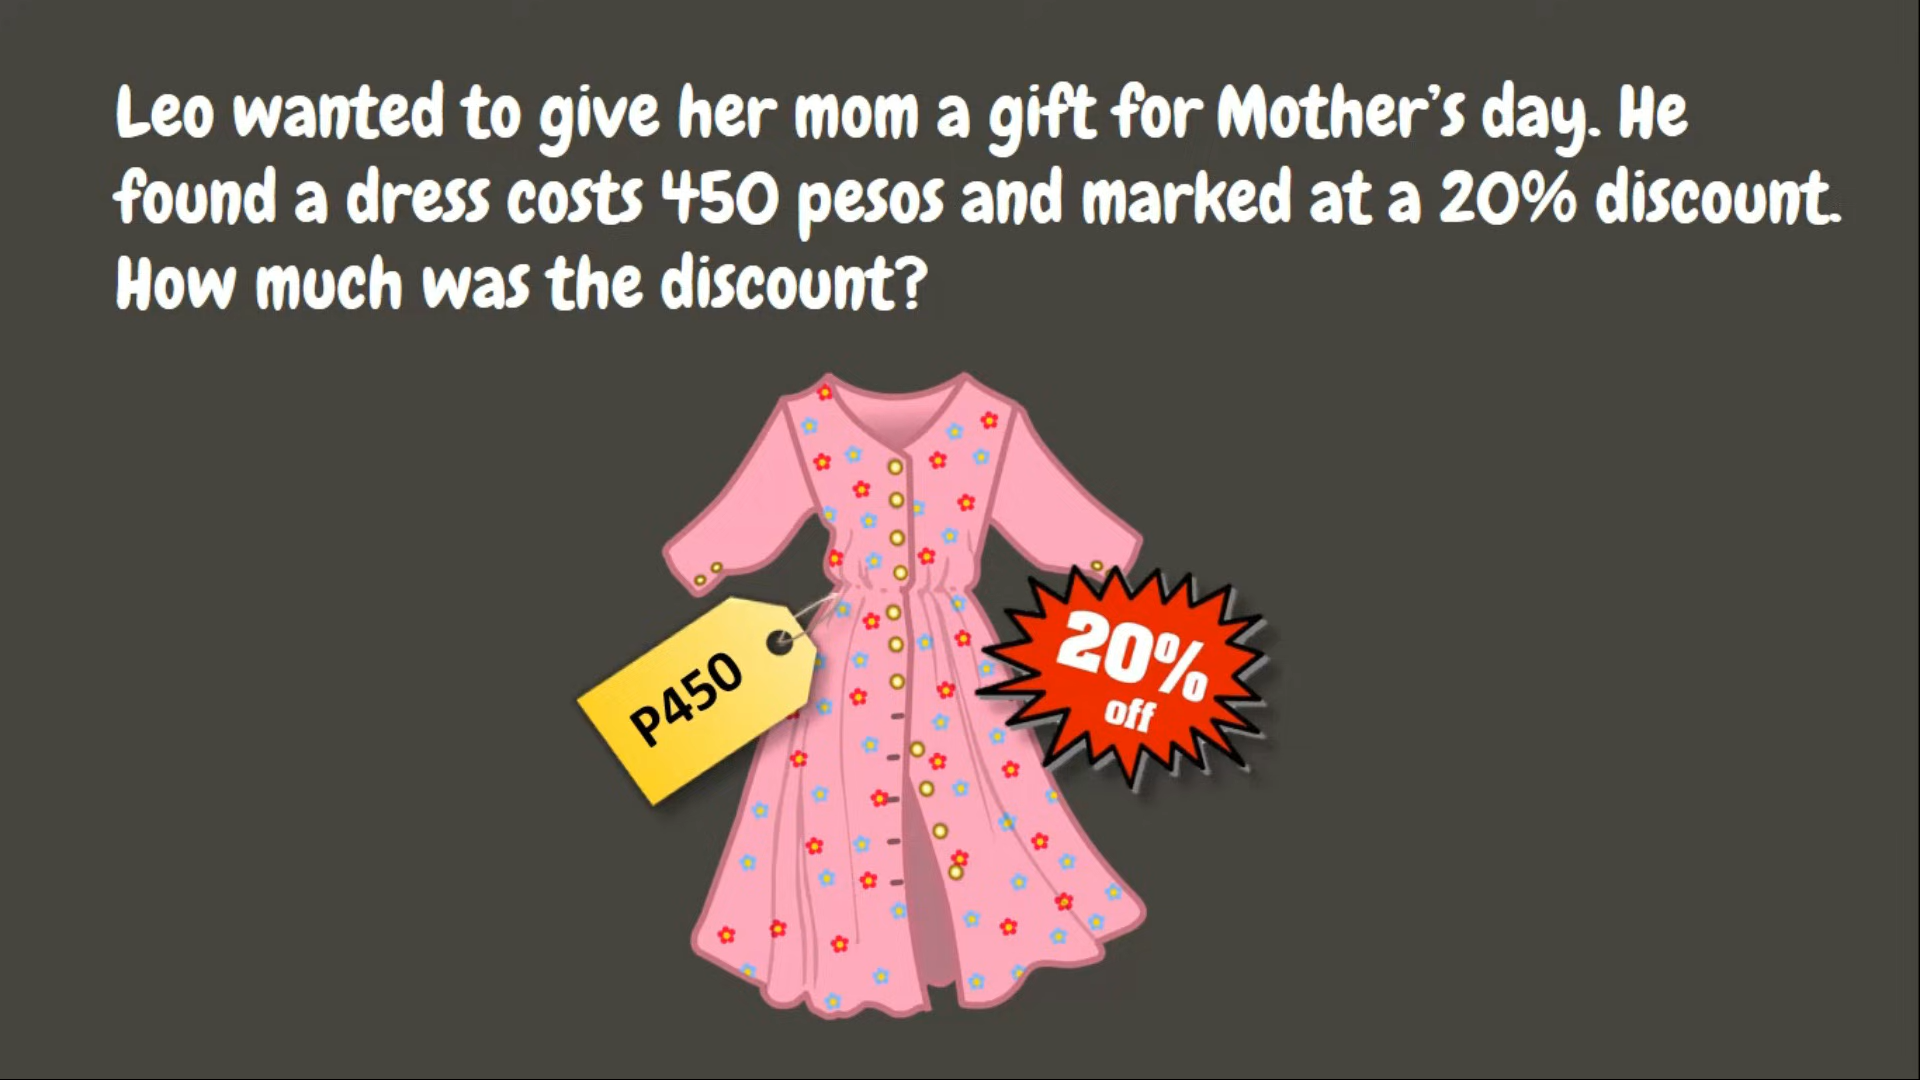 Leo wanted to give her mom a gift for Mother's day. He
found a dress costs 450 pesos and marked at a 20% discount.
How much was the discount?
P450
20%
off